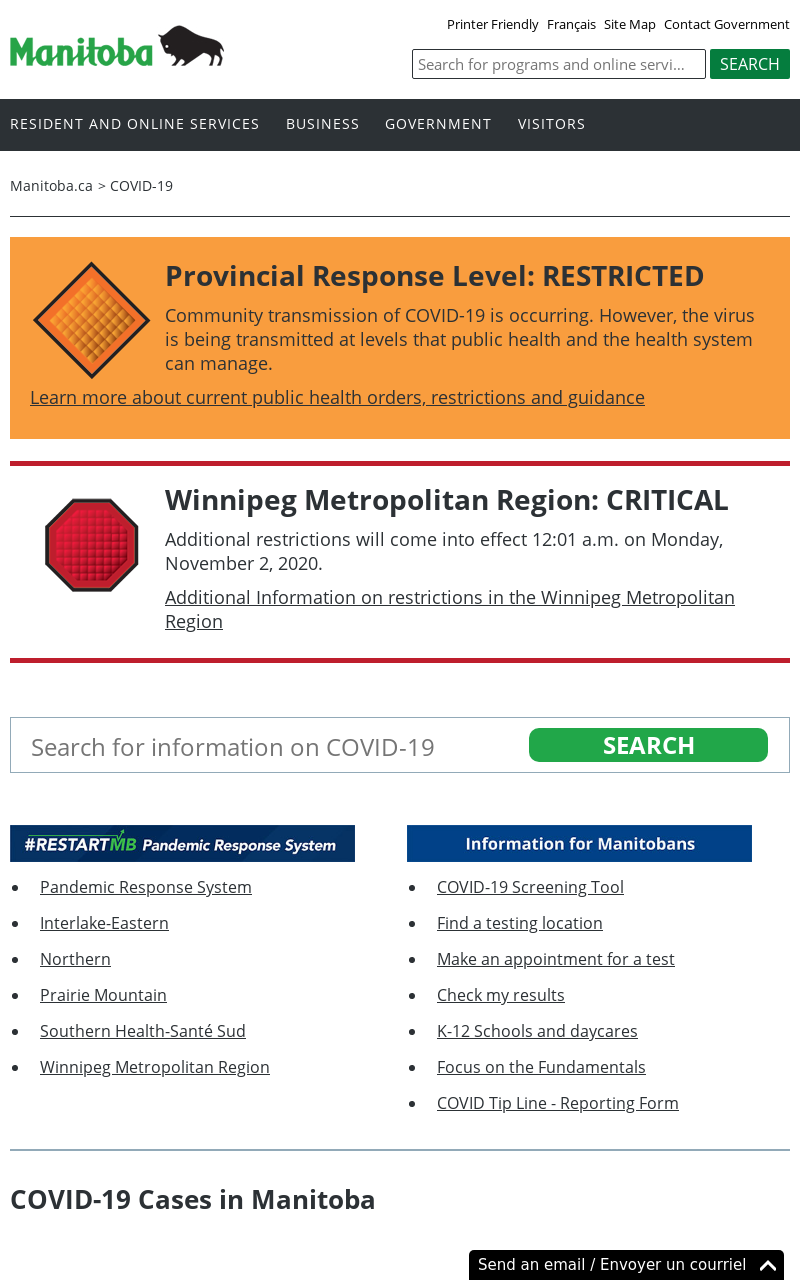 Manitoba
Printer Friendly Français Site Map Contact Government
Search for programs and online servi...
SEARCH
RESIDENT AND ONLINE SERVICES BUSINESS GOVERNMENT VISITORS
Manitoba.ca > COVID-19
Provincial Response Level: RESTRICTED
Community transmission of COVID-19 is occurring. However, the virus
is being transmitted at levels that public health and the health system
can manage.
Learn more about current public health orders, restrictions and guidance
Winnipeg Metropolitan Region: CRITICAL
Additional restrictions will come into effect 12:01 a.m. on Monday,
November 2, 2020.
Additional Information on restrictions in the Winnipeg Metropolitan
Region
Search for information on COVID-19
SEARCH
#RESTARTMB Pandemic Response System
Pandemic Response System
Interlake-Eastern
Northern
Prairie Mountain
Southern Health-Santé Sud
Winnipeg Metropolitan Region
Information for Manitobans
COVID-19 Screening Tool
Find a testing location
Make an appointment for a test
Check my results
K-12 Schools and daycares
Focus on the Fundamentals
COVID Tip Line - Reporting Form
COVID-19 Cases in Manitoba
Send an email / Envoyer un courriel